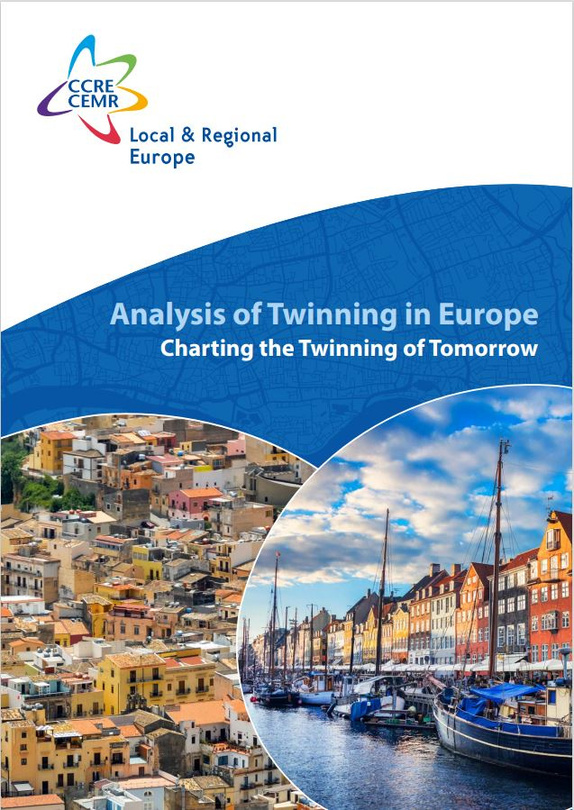 CCRE
CEMR
Local & Regional
Europe
Analysis of Twinning in Europe
Charting the Twinning of Tomorrow